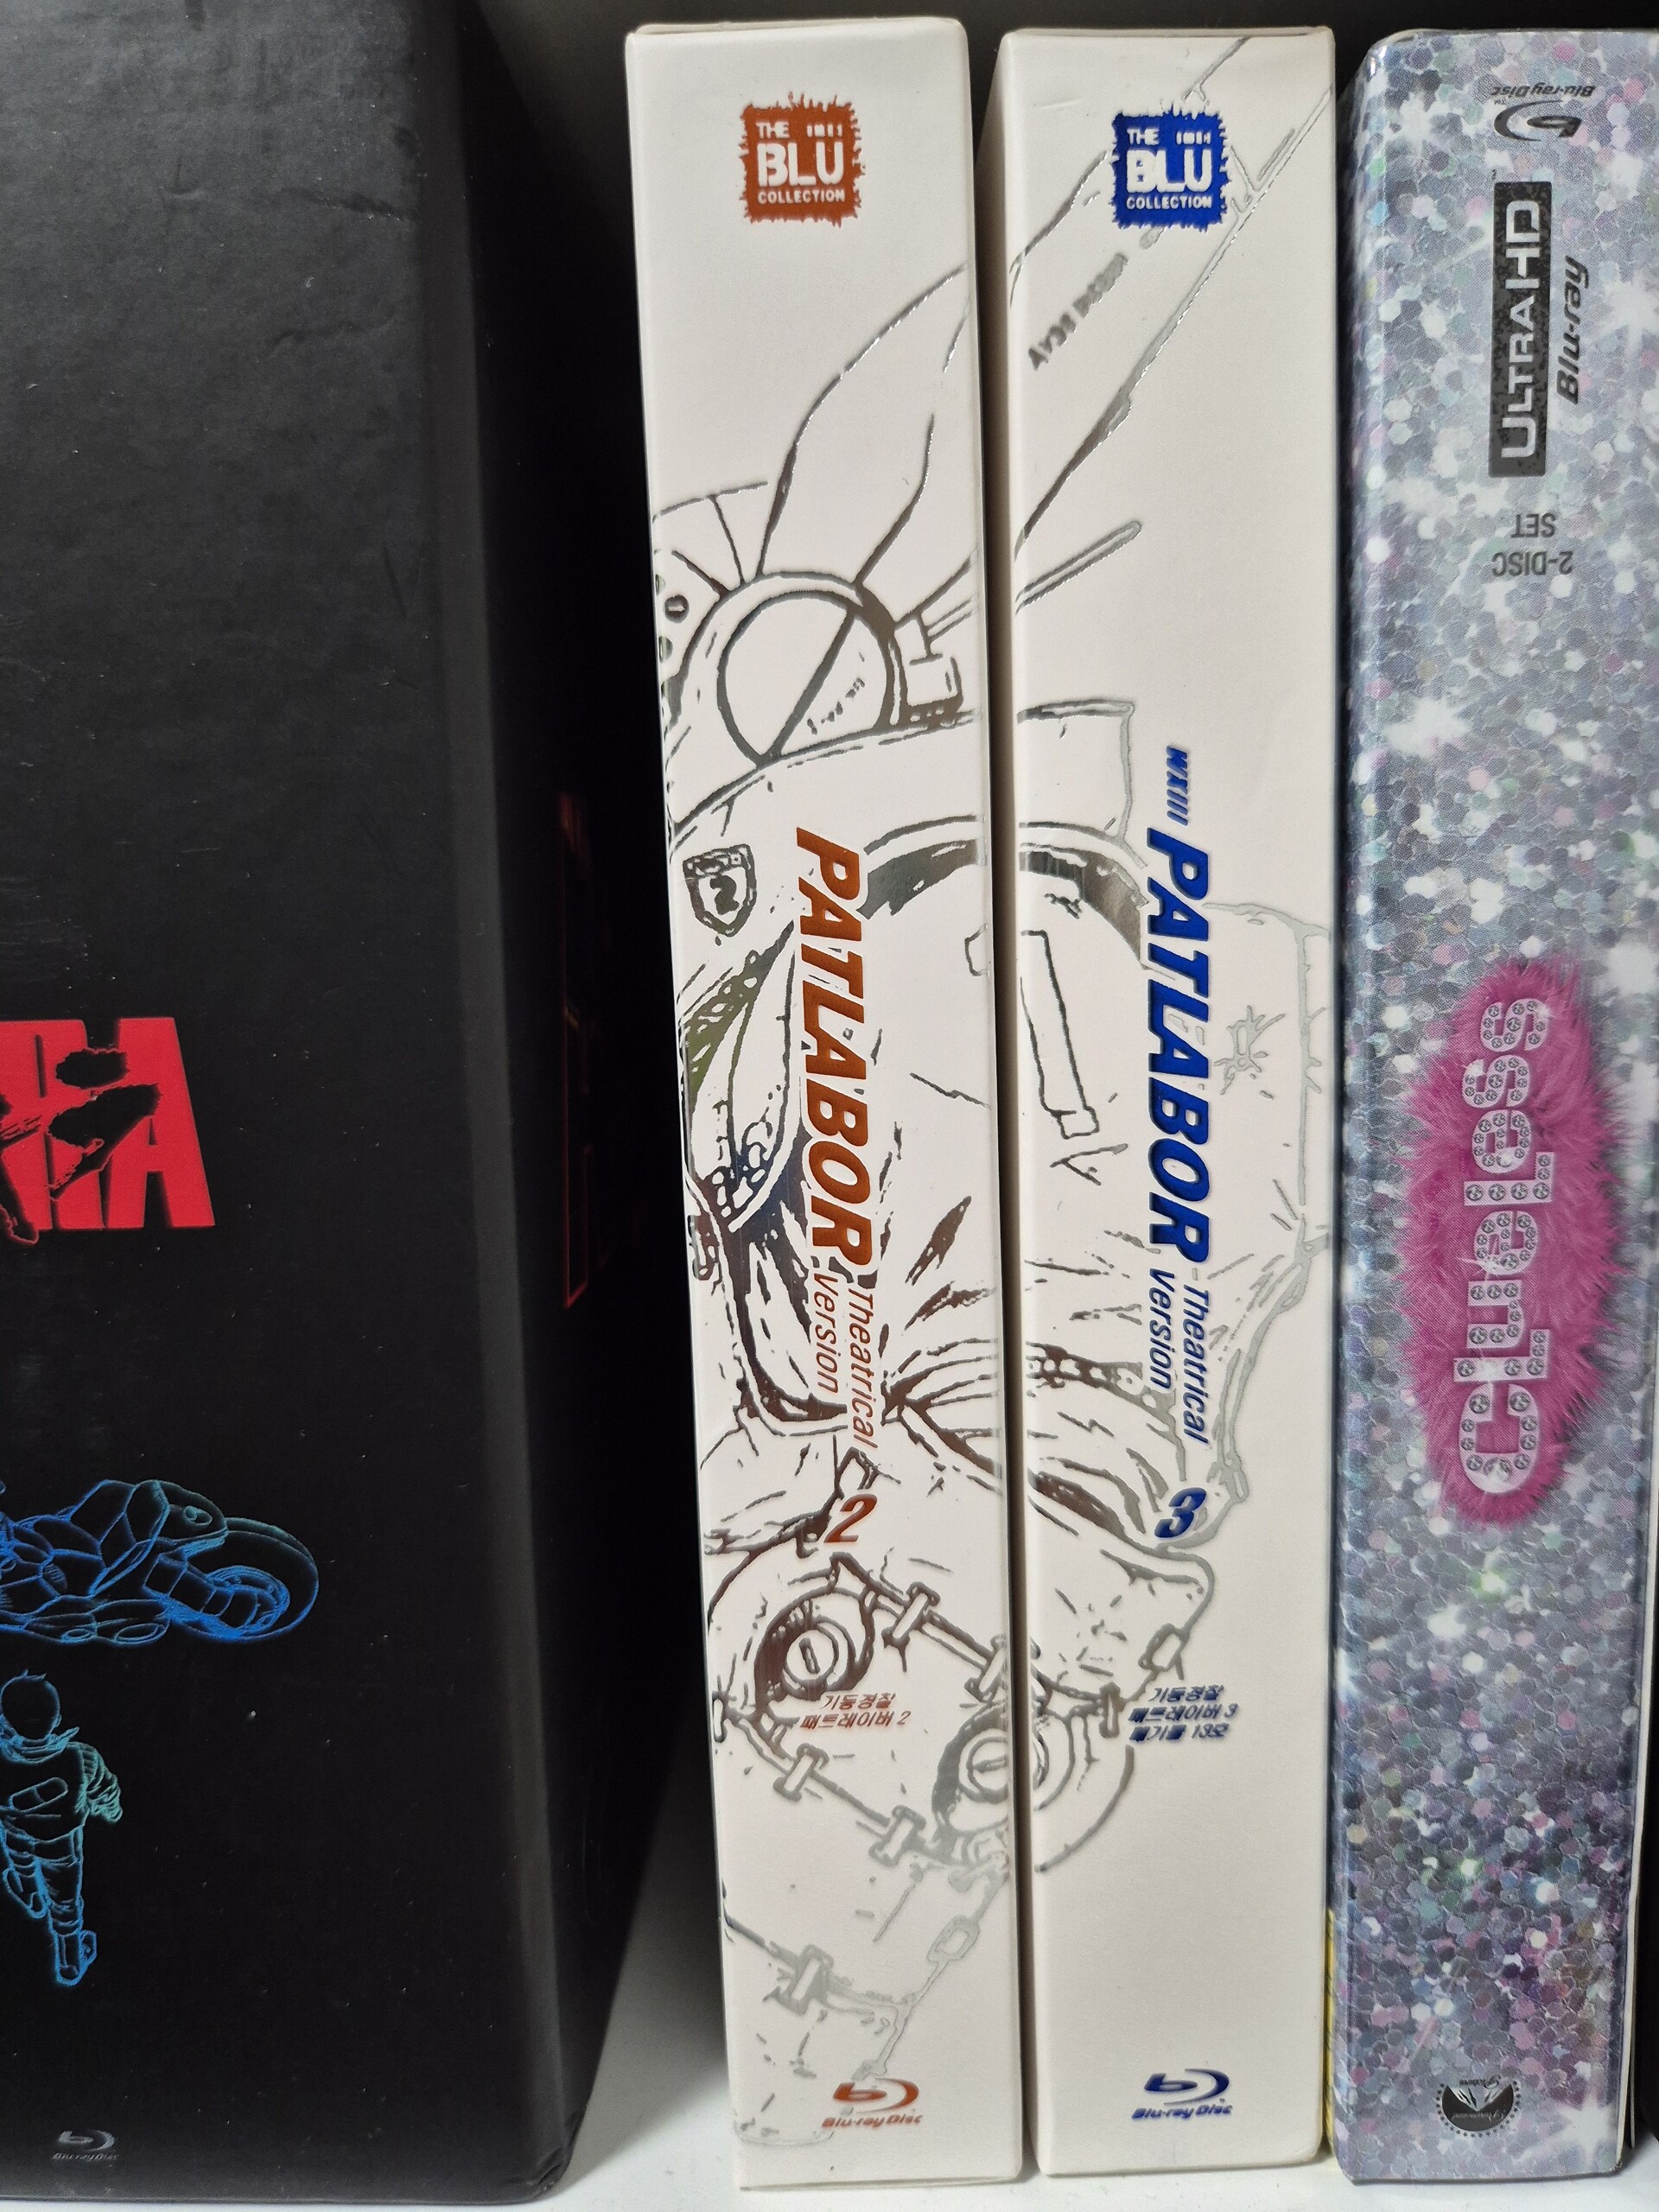 THE
BLU
COLLECTION
PATLABOR
Theatrical
version
2
기동경찰
패트레이버 2
Blu-ray Disc
THE
BLU
COLLECTION
WXIII
PATLABOR
Theatrical
version
3
기동경찰
패트레이버 3
폐기물 13호
Blu-ray Disc
Blu-ray Disc
ULTRA HD
Blu-ray
2-DISC
SET
Clueless
Paramount